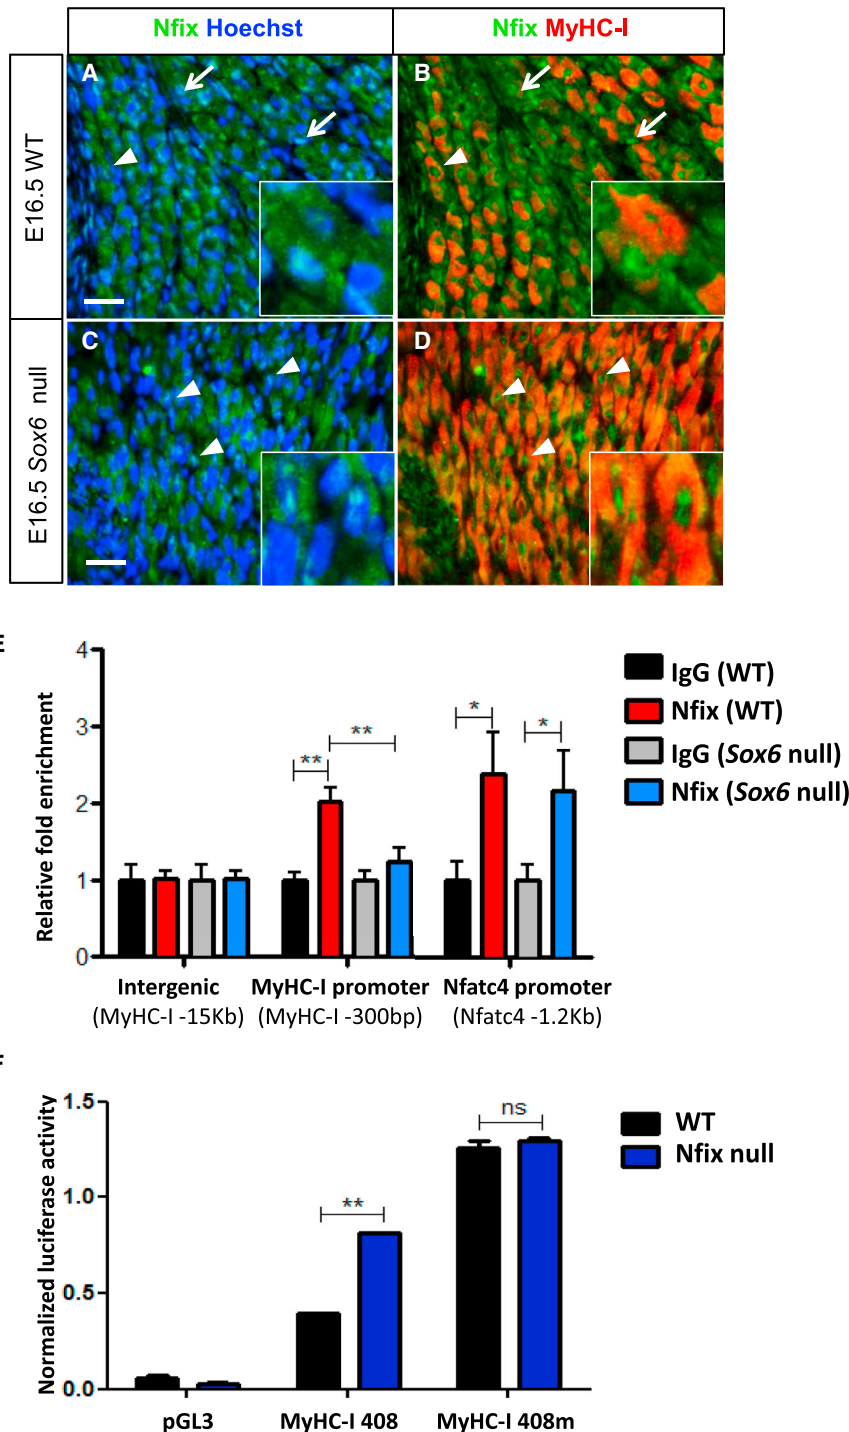 Nfix Hoechst
Nfix MyHC-I
E16.5 WT
A
B
E16.5 Sox6 null
C
D
E
4
3
2
1
0
Relative fold enrichment
*
*
**
**
IgG (WT)
Nfix (WT)
IgG (Sox6 null)
Nfix (Sox6 null)
Intergenic
(MyHC-I -15Kb)
MyHC-I promoter
(MyHC-I -300bp)
Nfatc4 promoter
(Nfatc4 -1.2Kb)
F
1.5
1.0
0.5
0.0
Normalized luciferase activity
**
ns
WT
Nfix null
pGL3
MyHC-I 408
MyHC-I 408m